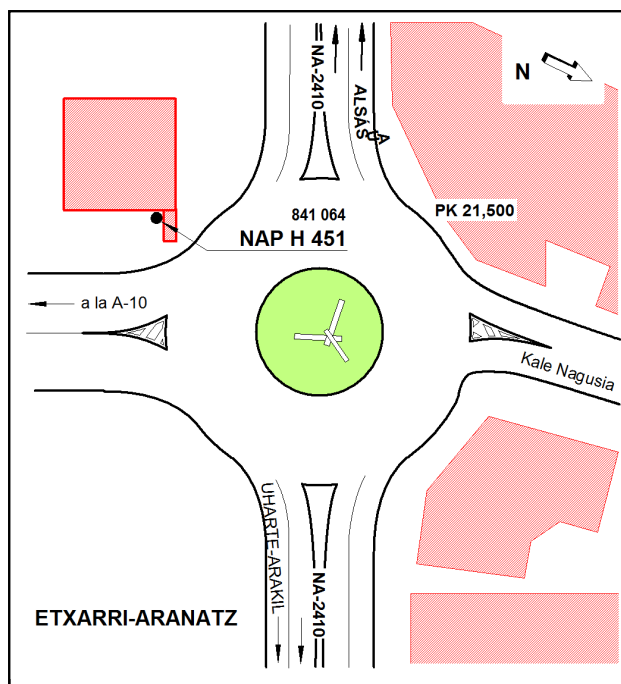 NA-2410
ALSÁSUA
N
841 064
NAP H 451
PK 21,500
a la A-10
Kale Nagusia
UHARTE-ARAKIL
NA-2410
ETXARRI-ARANATZ